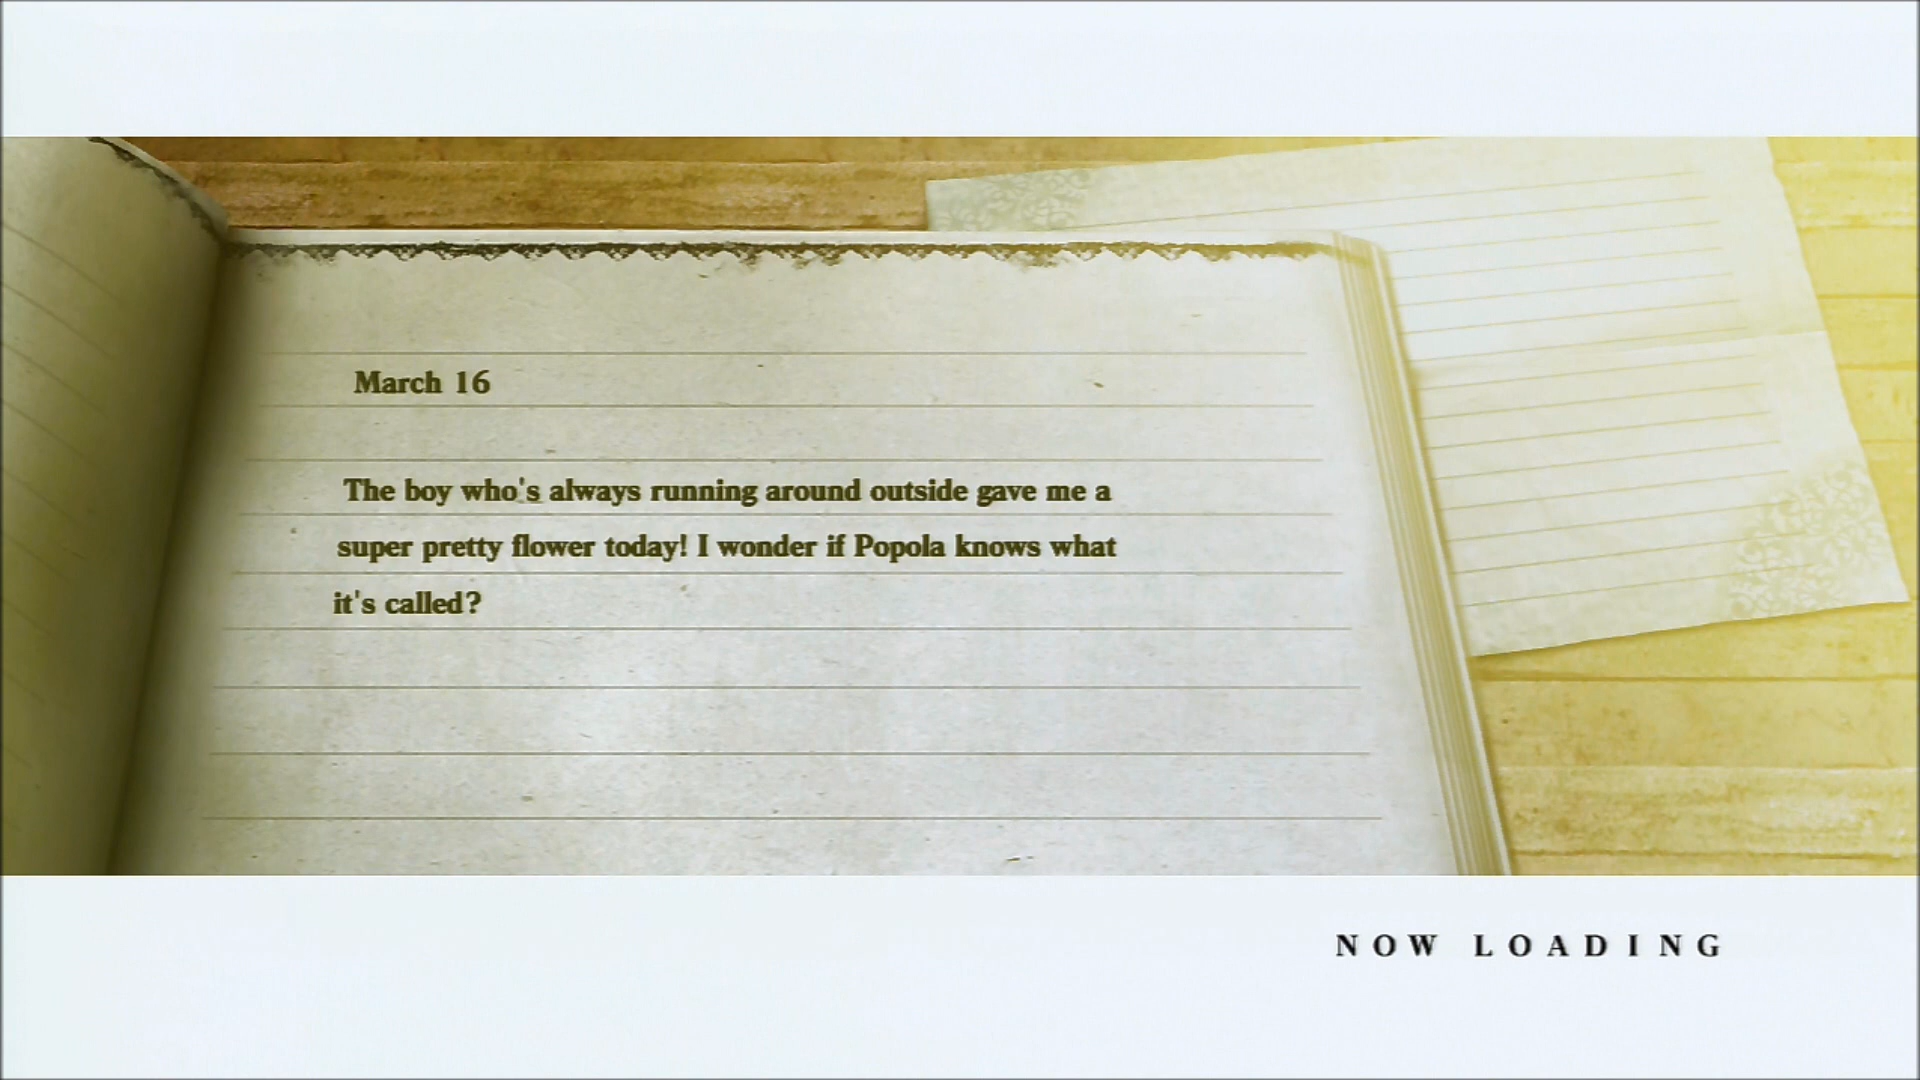 March 16
The boy who's always running around outside gave me a
super pretty flower today! I wonder if Popola knows what
it's called?
NOW LOADING